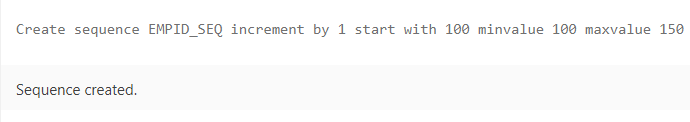 Create sequence EMPID_SEQ increment by 1 start with 100 minvalue 100 maxvalue 150
Sequence created.